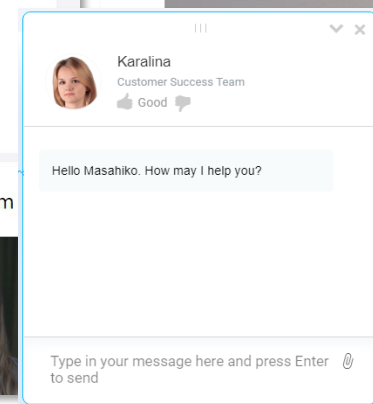 Karalina
Customer Success Team
Good
Hello Masahiko. How may I help you?
m
Type in your message here and press Enter
to send